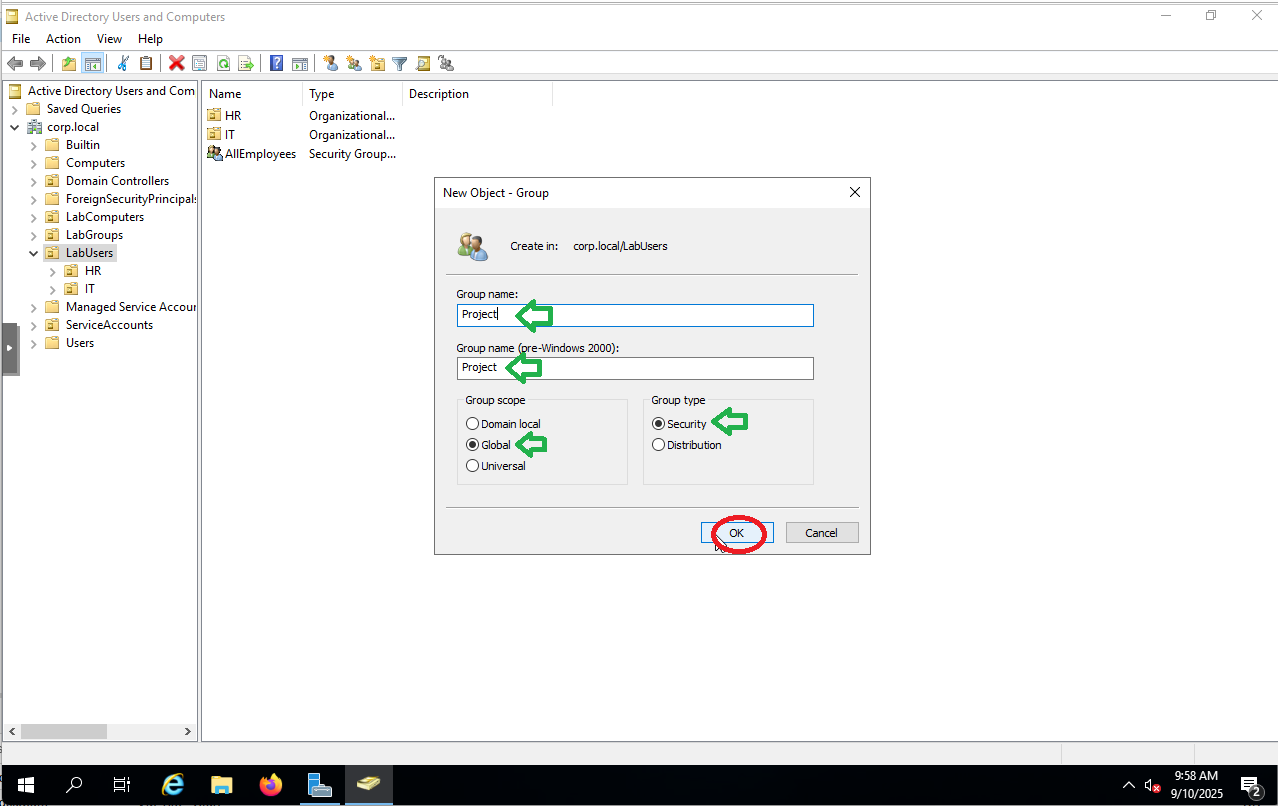 Active Directory Users and Computers
File Action View Help
Active Directory Users and Com
Saved Queries
corp.local
Builtin
Computers
Domain Controllers
ForeignSecurityPrincipals
LabComputers
LabGroups
LabUsers
HR
IT
Managed Service Accour
ServiceAccounts
Users
Name Type Description
HR Organizational...
IT Organizational...
AllEmployees Security Group...
New Object - Group
Create in: corp.local/LabUsers
Group name:
Project
Group name (pre-Windows 2000):
Project
Group scope
Domain local
Global
Universal
Group type
Security
Distribution
OK Cancel
9:58 AM
9/10/2025
2